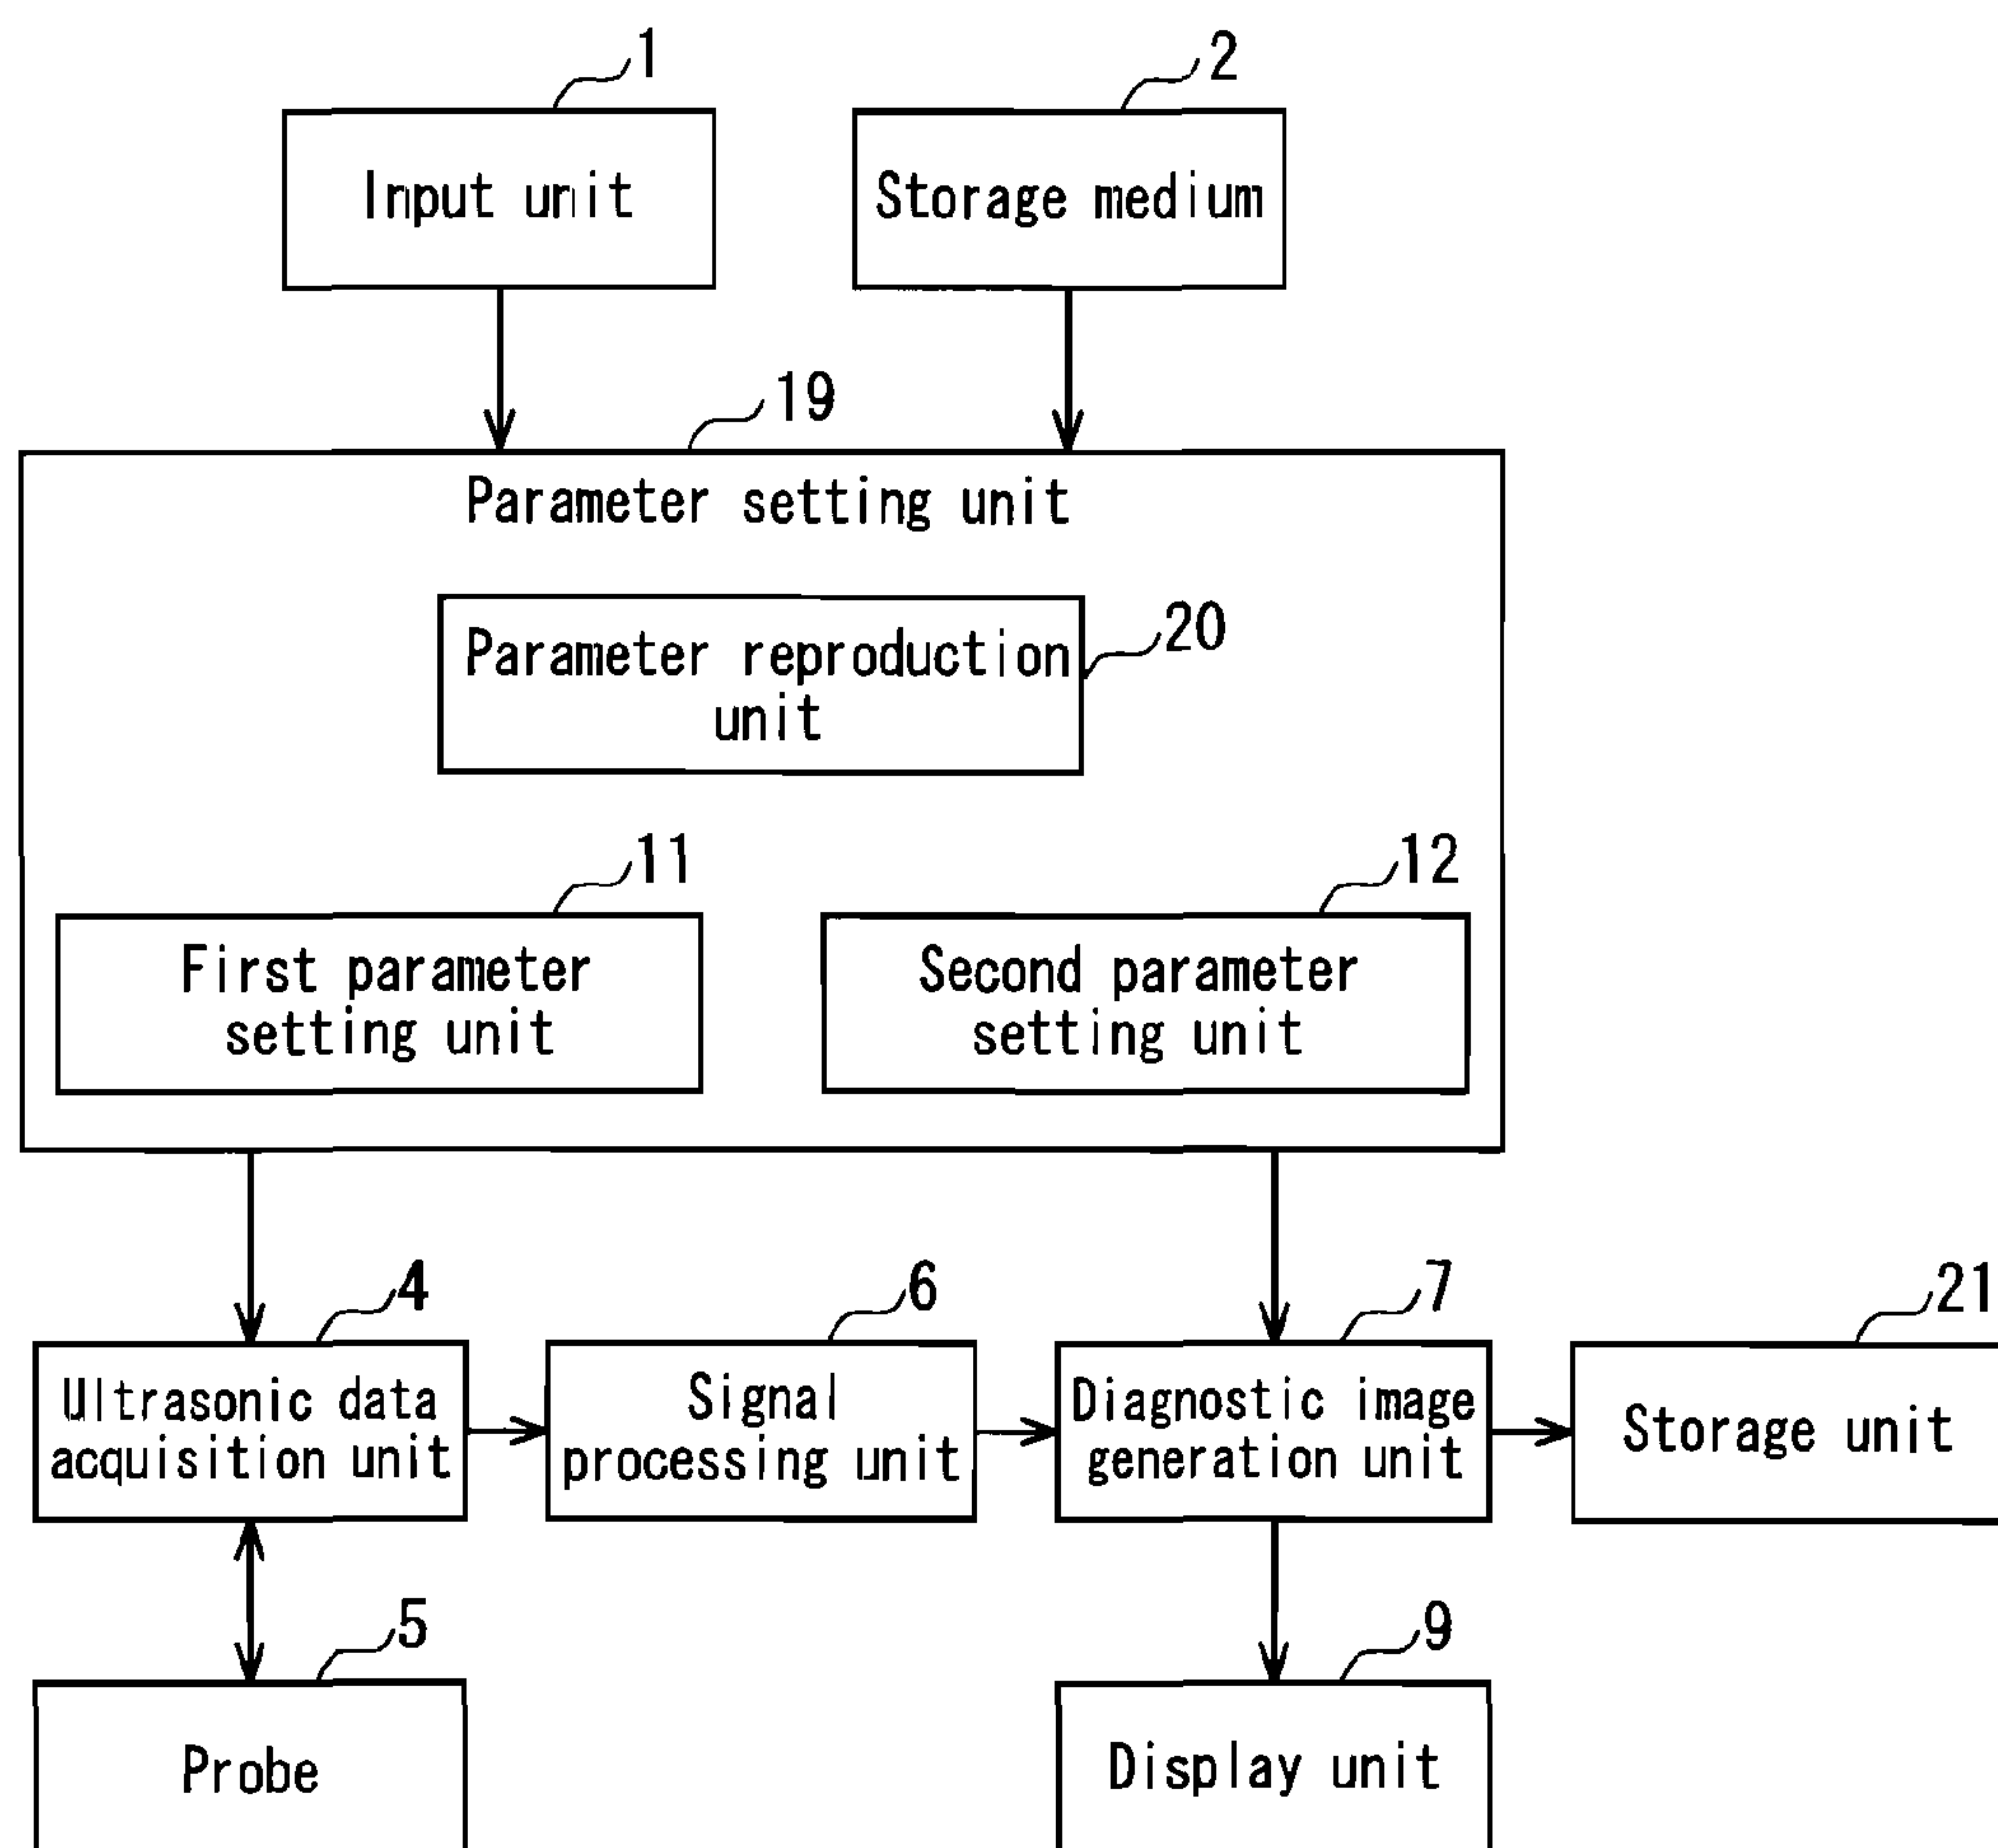 1
2
Input unit
Storage medium
19
Parameter setting unit
20
Parameter reproduction
unit
11
12
First parameter
setting unit
Second parameter
setting unit
4
6
7
21
Ultrasonic data
acquisition unit
Signal
processing unit
Diagnostic image
generation unit
Storage unit
5
9
Probe
Display unit